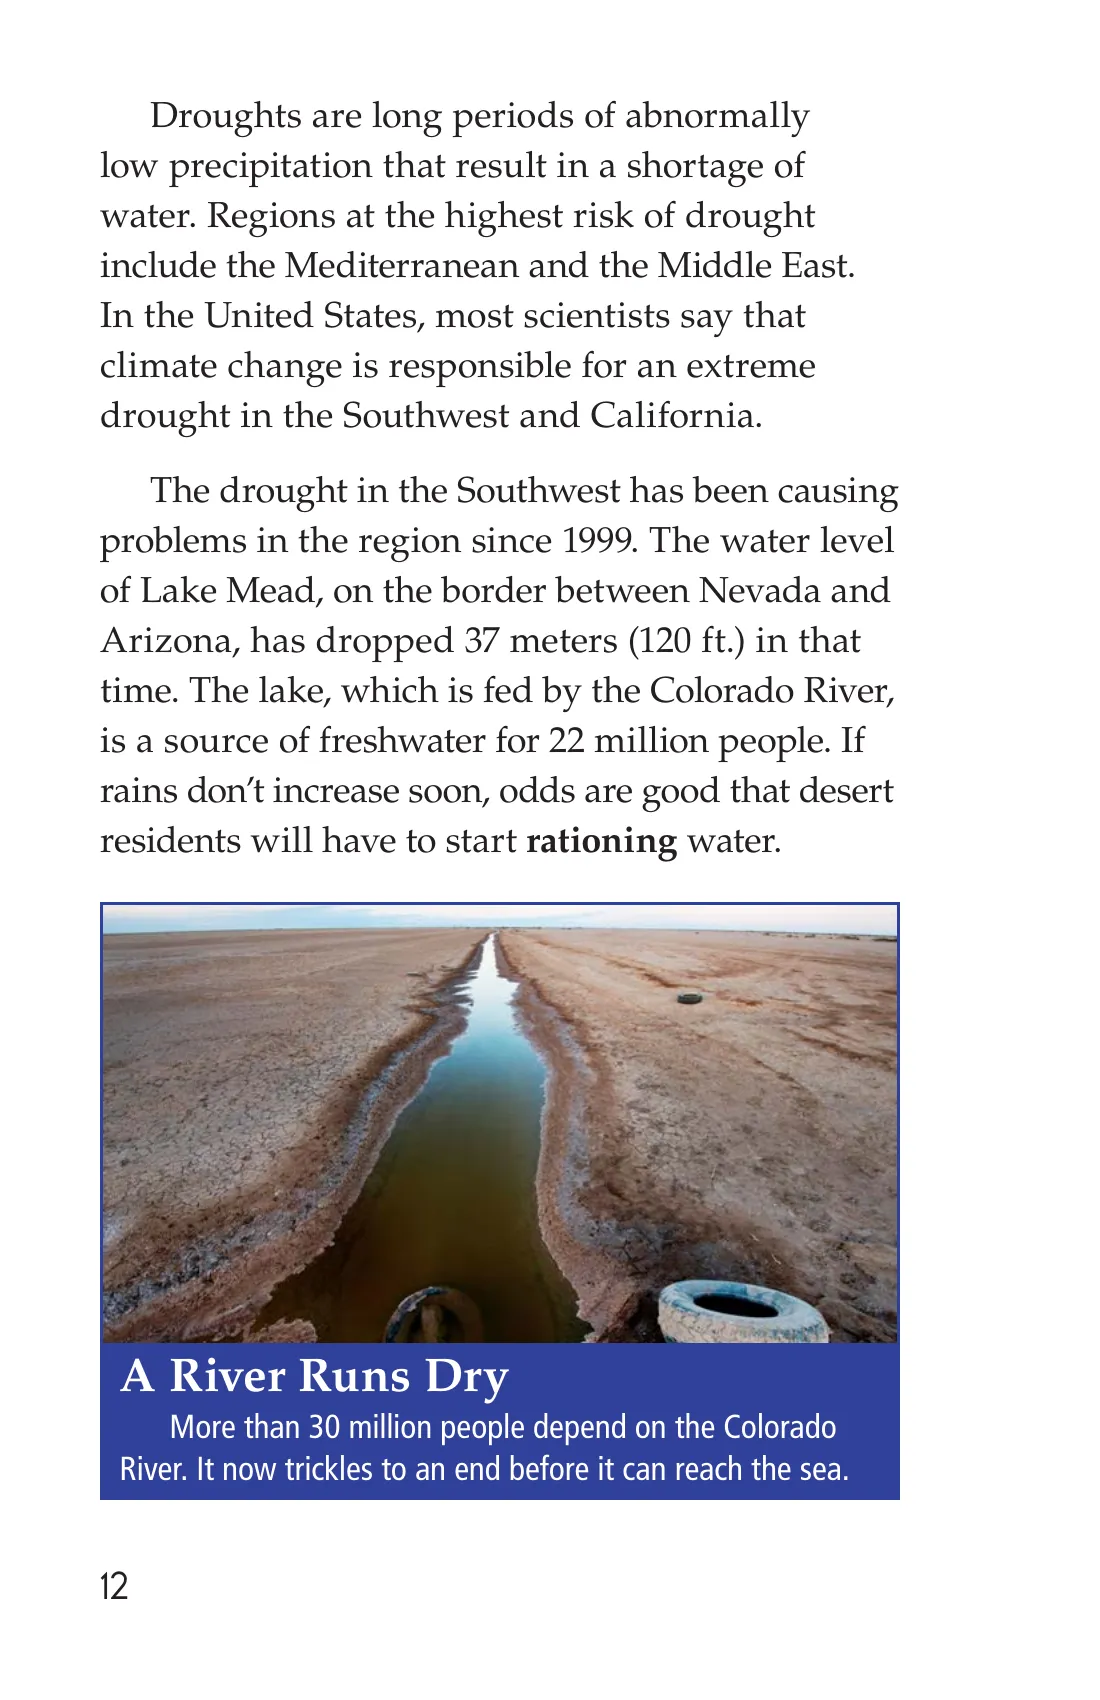 Droughts are long periods of abnormally
low precipitation that result in a shortage of
water. Regions at the highest risk of drought
include the Mediterranean and the Middle East.
In the United States, most scientists say that
climate change is responsible for an extreme
drought in the Southwest and California.
The drought in the Southwest has been causing
problems in the region since 1999. The water level
of Lake Mead, on the border between Nevada and
Arizona, has dropped 37 meters (120 ft.) in that
time. The lake, which is fed by the Colorado River,
is a source of freshwater for 22 million people. If
rains don’t increase soon, odds are good that desert
residents will have to start rationing water.
A River Runs Dry
More than 30 million people depend on the Colorado
River. It now trickles to an end before it can reach the sea.
12